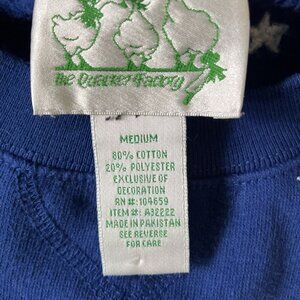 the Quacker Factory
MEDIUM
80% COTTON
20% POLYESTER
EXCLUSIVE OF
DECORATION
RN #: 104659
ITEM #: A32222
MADE IN PAKISTAN
SEE REVERSE
FOR CARE